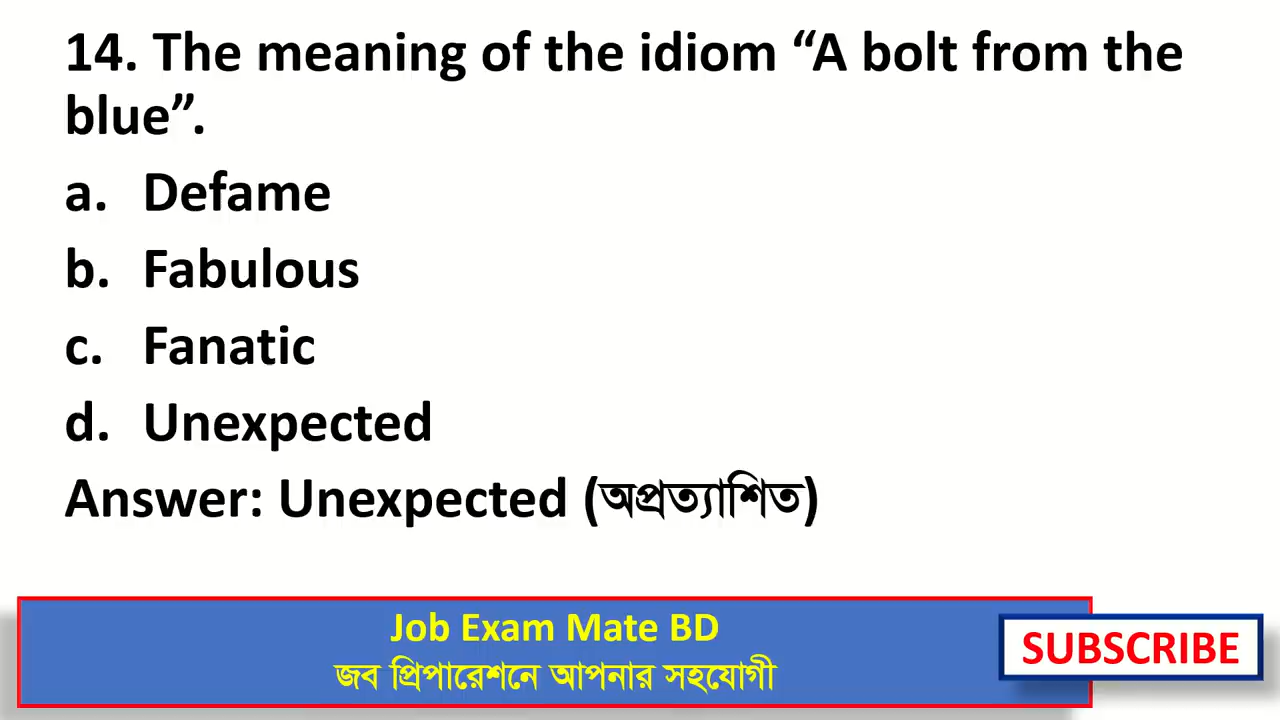 14. The meaning of the idiom “A bolt from the
blue”.
a. Defame
b. Fabulous
c. Fanatic
d. Unexpected
Answer: Unexpected (অপ্রত্যাশিত)
Job Exam Mate BD
জব প্রিপারেশনে আপনার সহযোগী
SUBSCRIBE